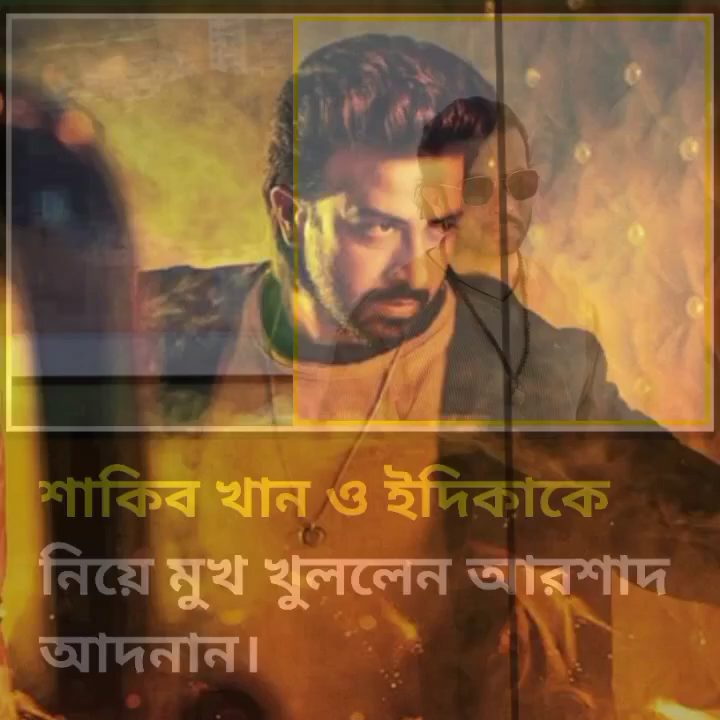 শাকিব খান ও ইদিকাকে
নিয়ে মুখ খুললেন আরশাদ
আদনান।